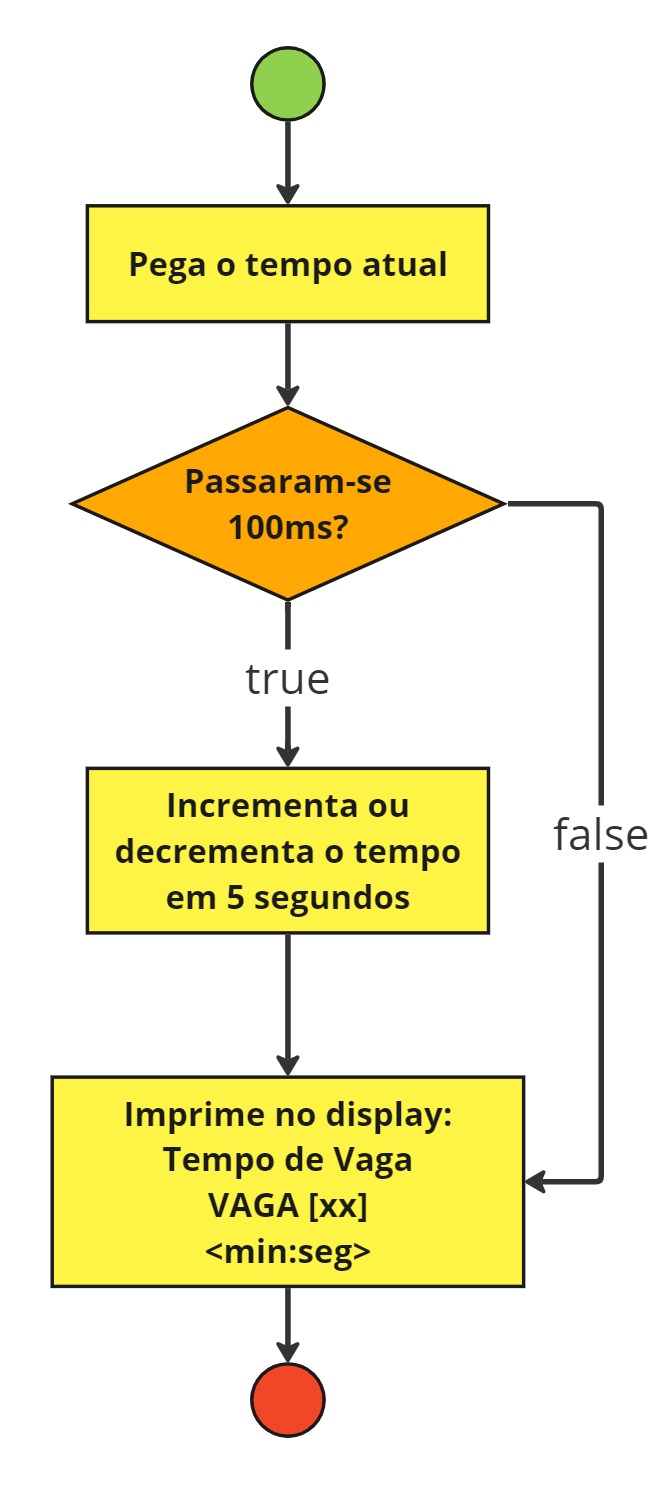 Pega o tempo atual
Passaram-se
100ms?
true
Incrementa ou
decrementa o tempo
em 5 segundos
false
Imprime no display:
Tempo de Vaga
VAGA [xx]
<min:seg>